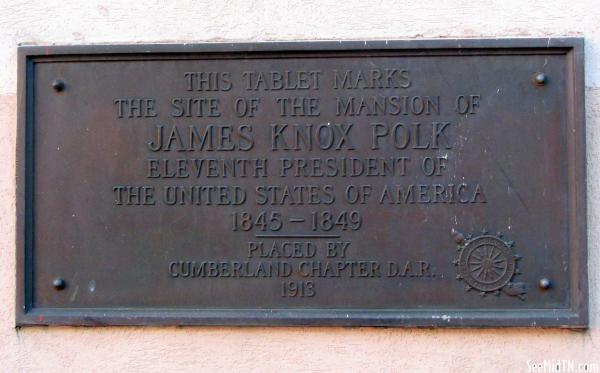 THIS TABLET MARKS
THE SITE OF THE MANSION OF
JAMES KNOX POLK
ELEVENTH PRESIDENT OF
THE UNITED STATES OF AMERICA
1845 – 1849
PLACED BY
CUMBERLAND CHAPTER D.A.R.
1913
SeeMidTN.com